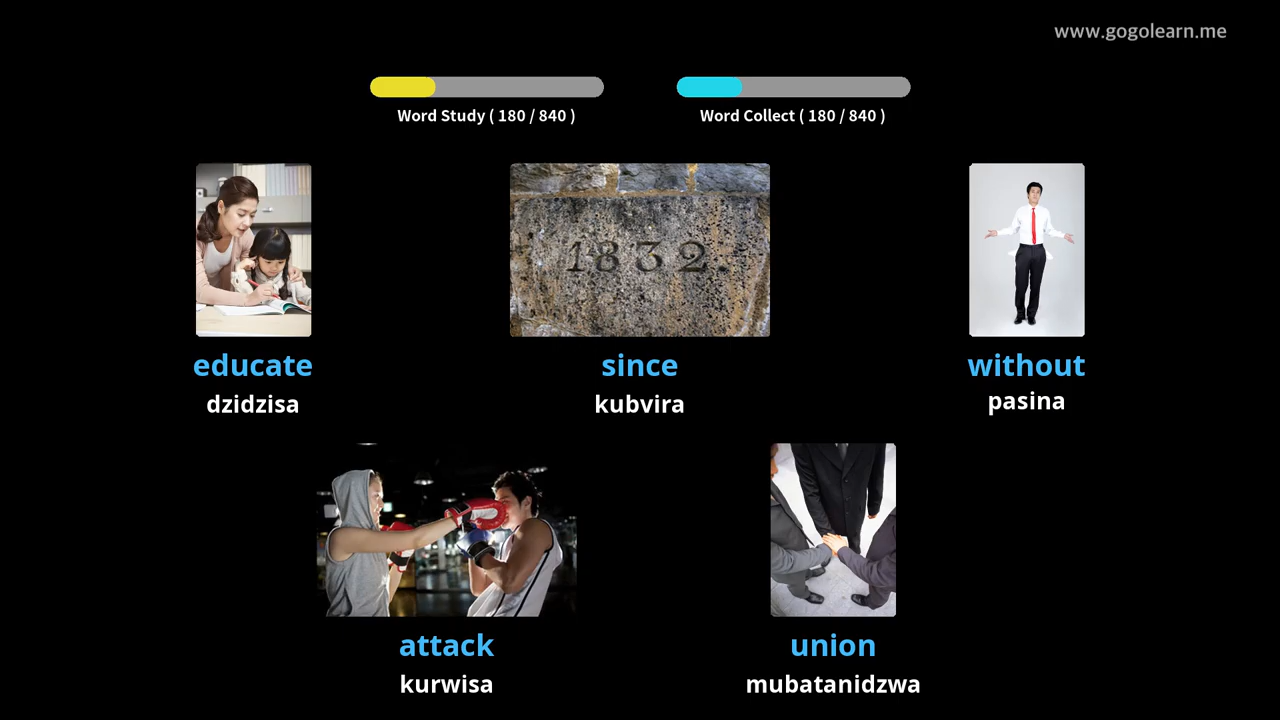 www.gogolearn.me
Word Study ( 180 / 840 )
Word Collect ( 180 / 840 )
1832
educate
since
without
dzidzisa
kubvira
pasina
attack
union
kurwisa
mubatanidzwa